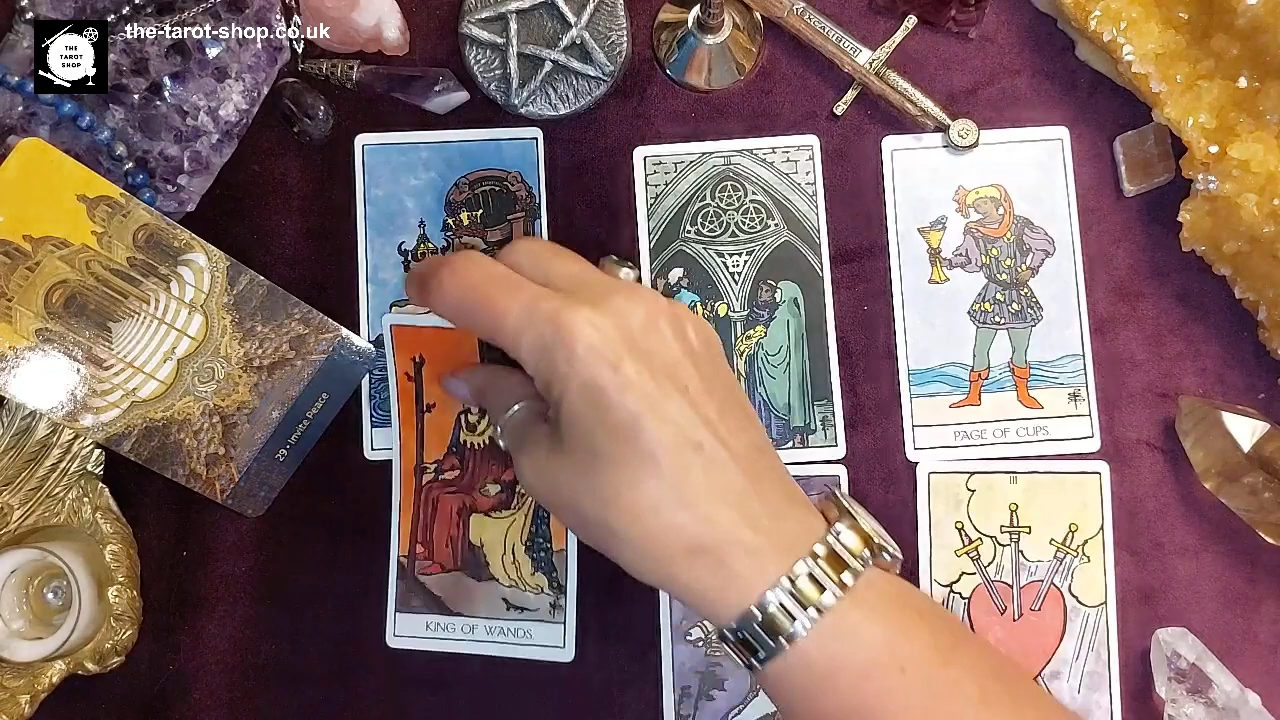 the-tarot-shop.co.uk
THE
TAROT
SHOP
EXCALIBUR
PAGE OF CUPS.
29 • Invite Peace
III
KING OF WANDS.